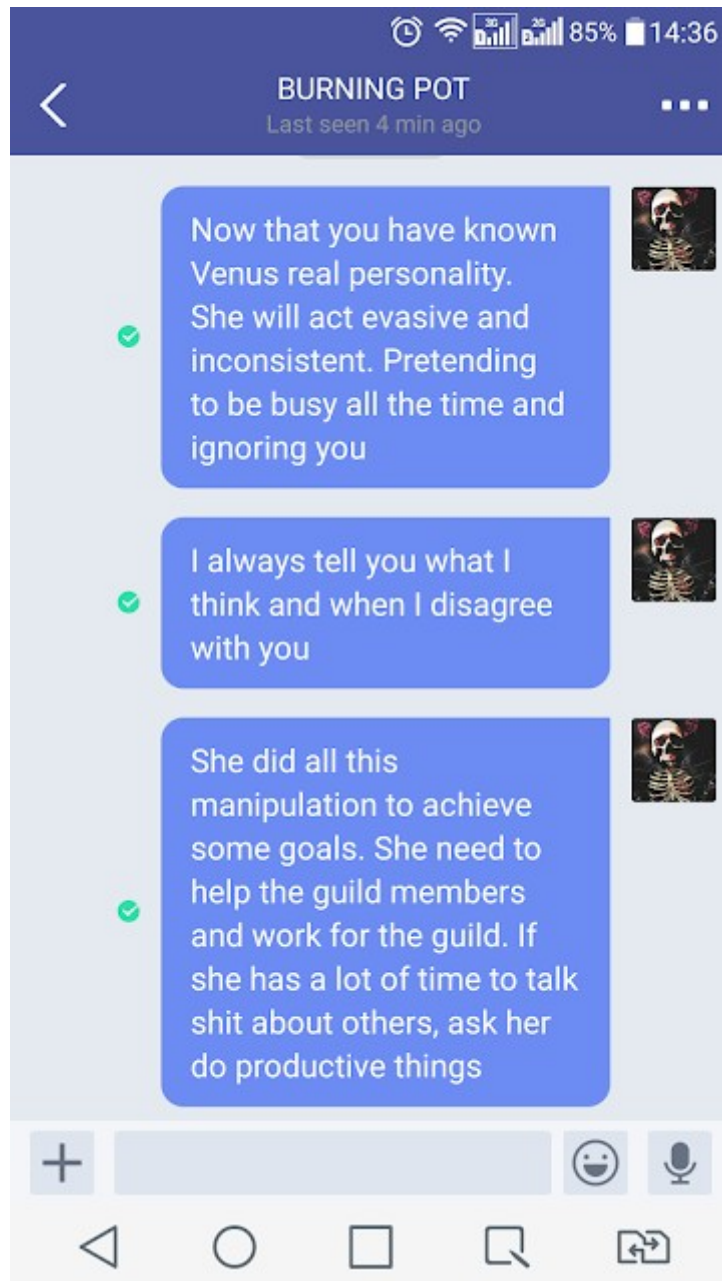 85% 14:36
BURNING POT
Last seen 4 min ago
Now that you have known
Venus real personality.
She will act evasive and
inconsistent. Pretending
to be busy all the time and
ignoring you
I always tell you what I
think and when I disagree
with you
She did all this
manipulation to achieve
some goals. She need to
help the guild members
and work for the guild. If
she has a lot of time to talk
shit about others, ask her
do productive things